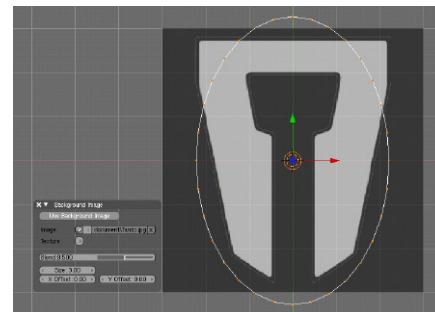 Background Image
Use Background Image
Image:
Texture:
Size: 3.00
X Offset: 0.00
Y Offset: 0.00